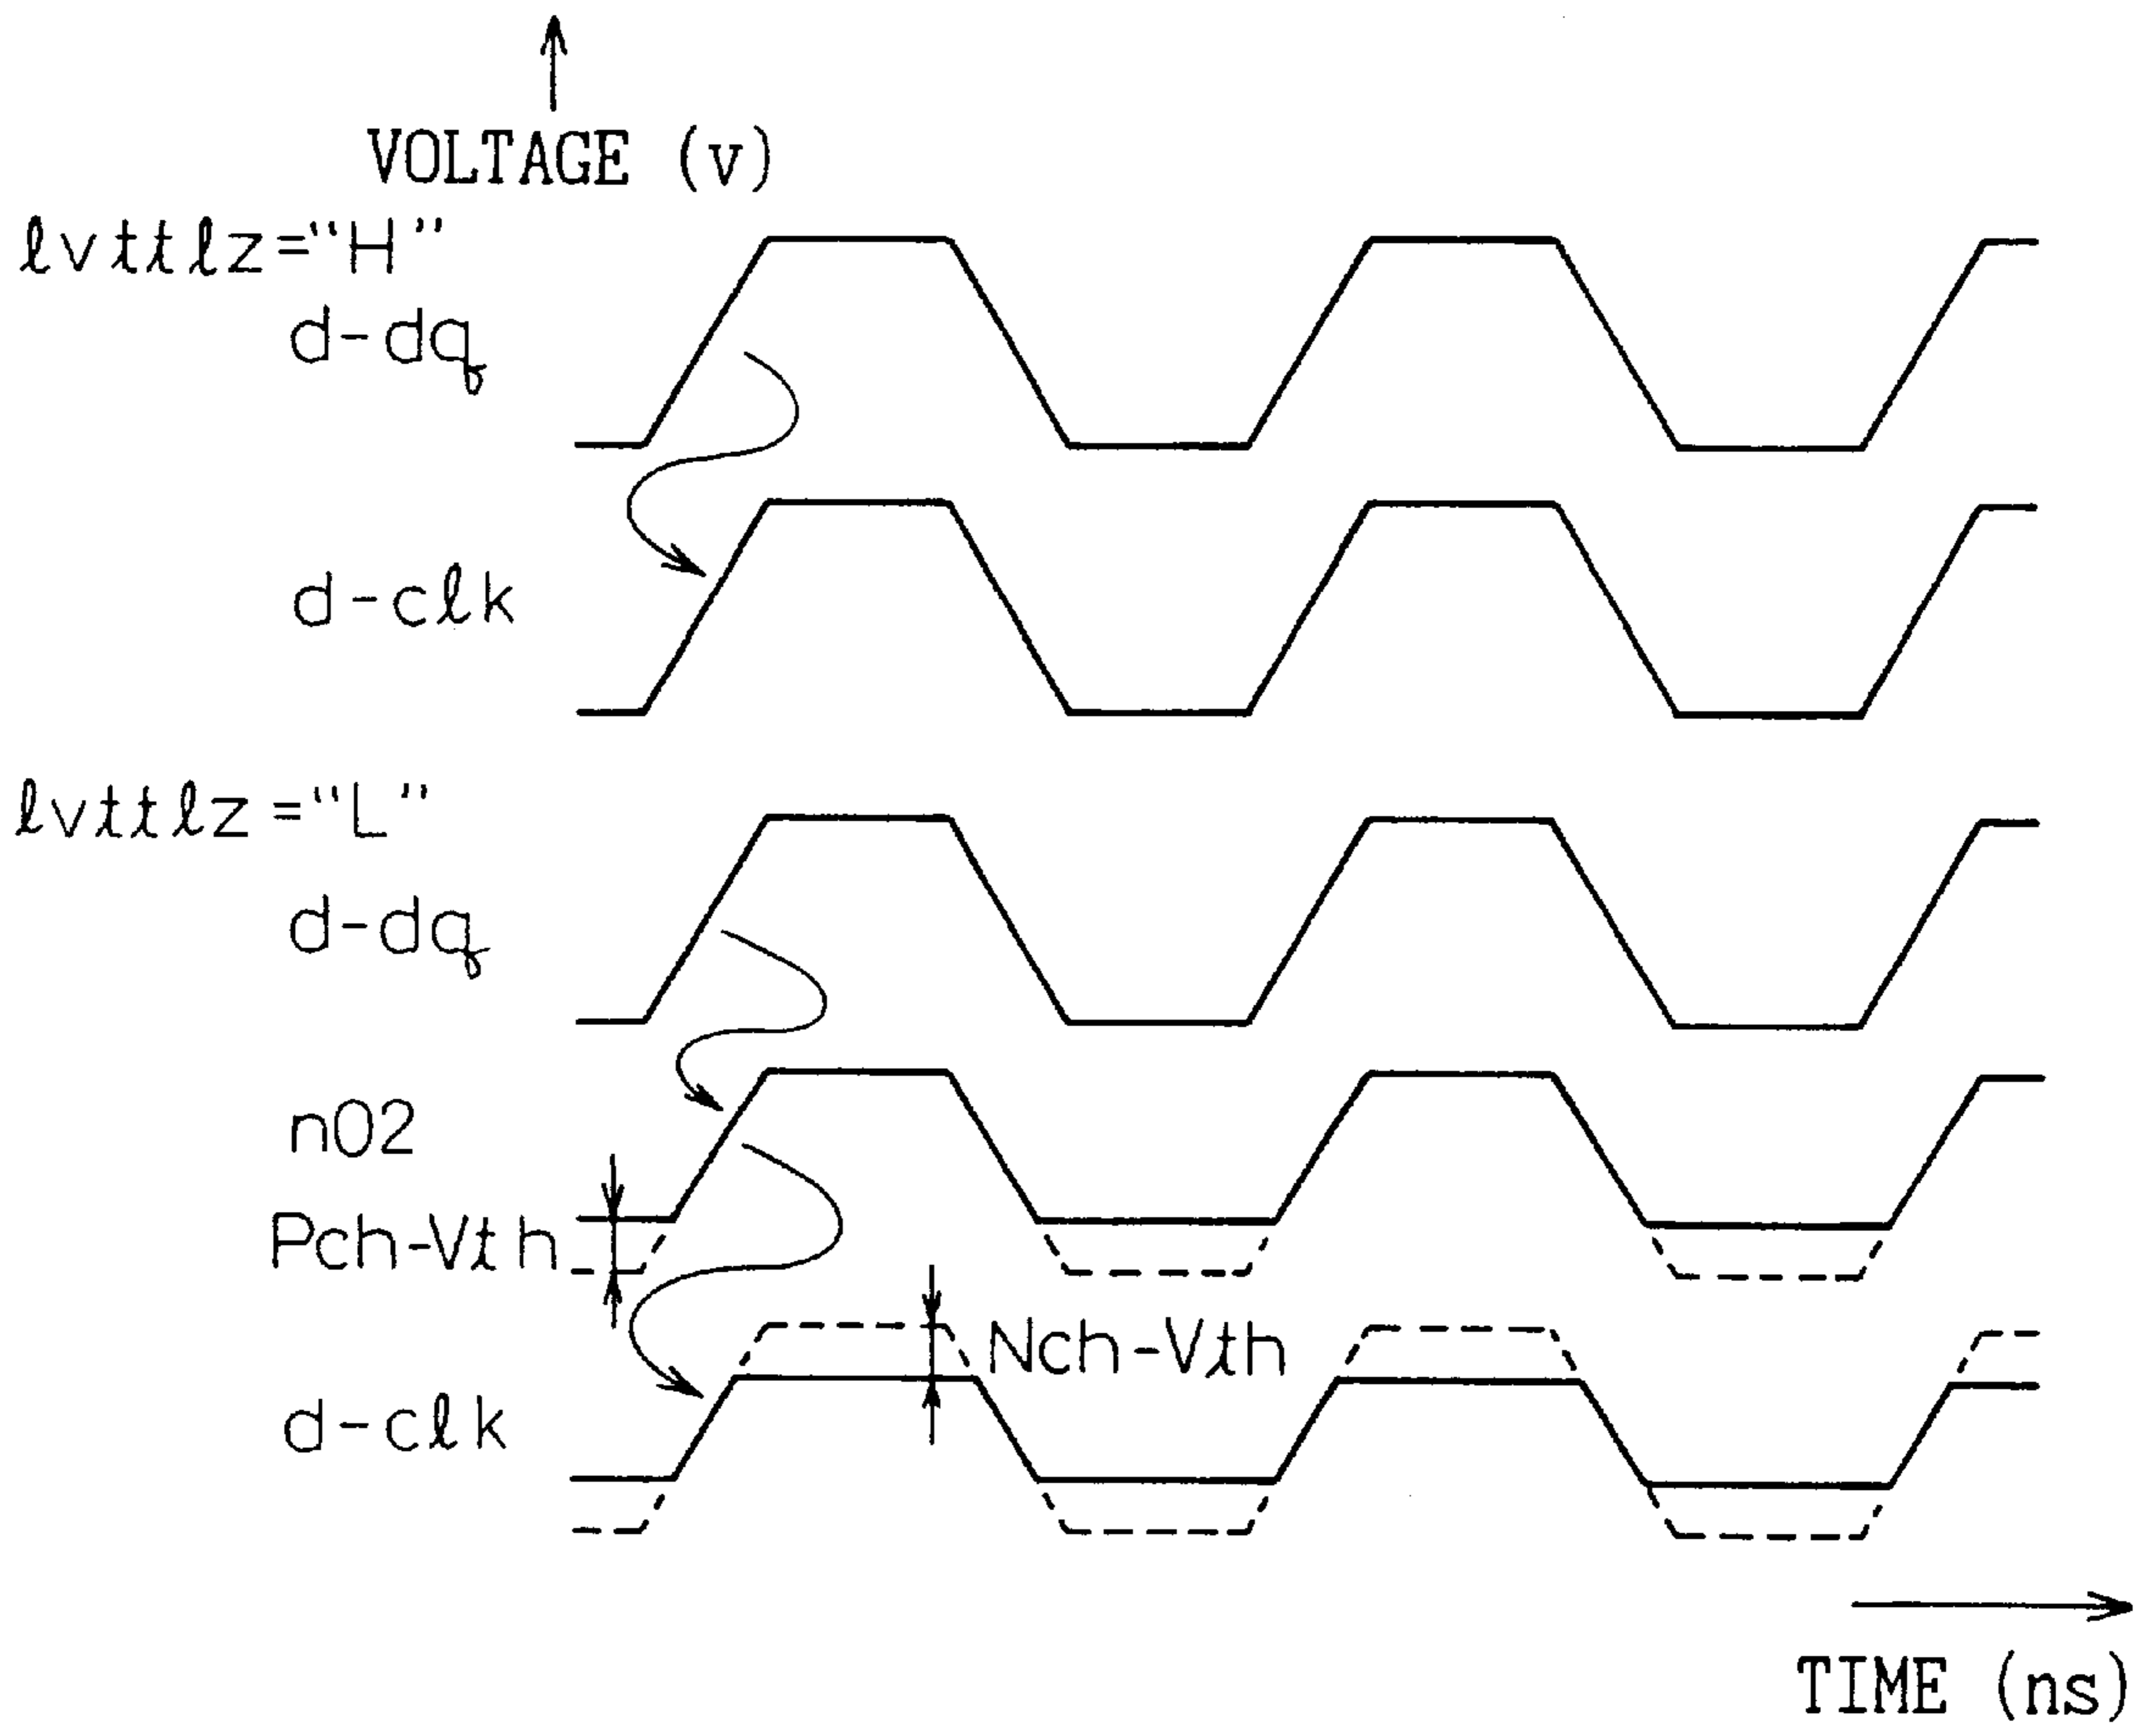 VOLTAGE (v)
ℓvttℓz="H"
d-dq
d-cℓk
ℓvttℓz="L"
d-dq
n02
Pch-Vth
Nch-Vth
d-cℓk
TIME (ns)